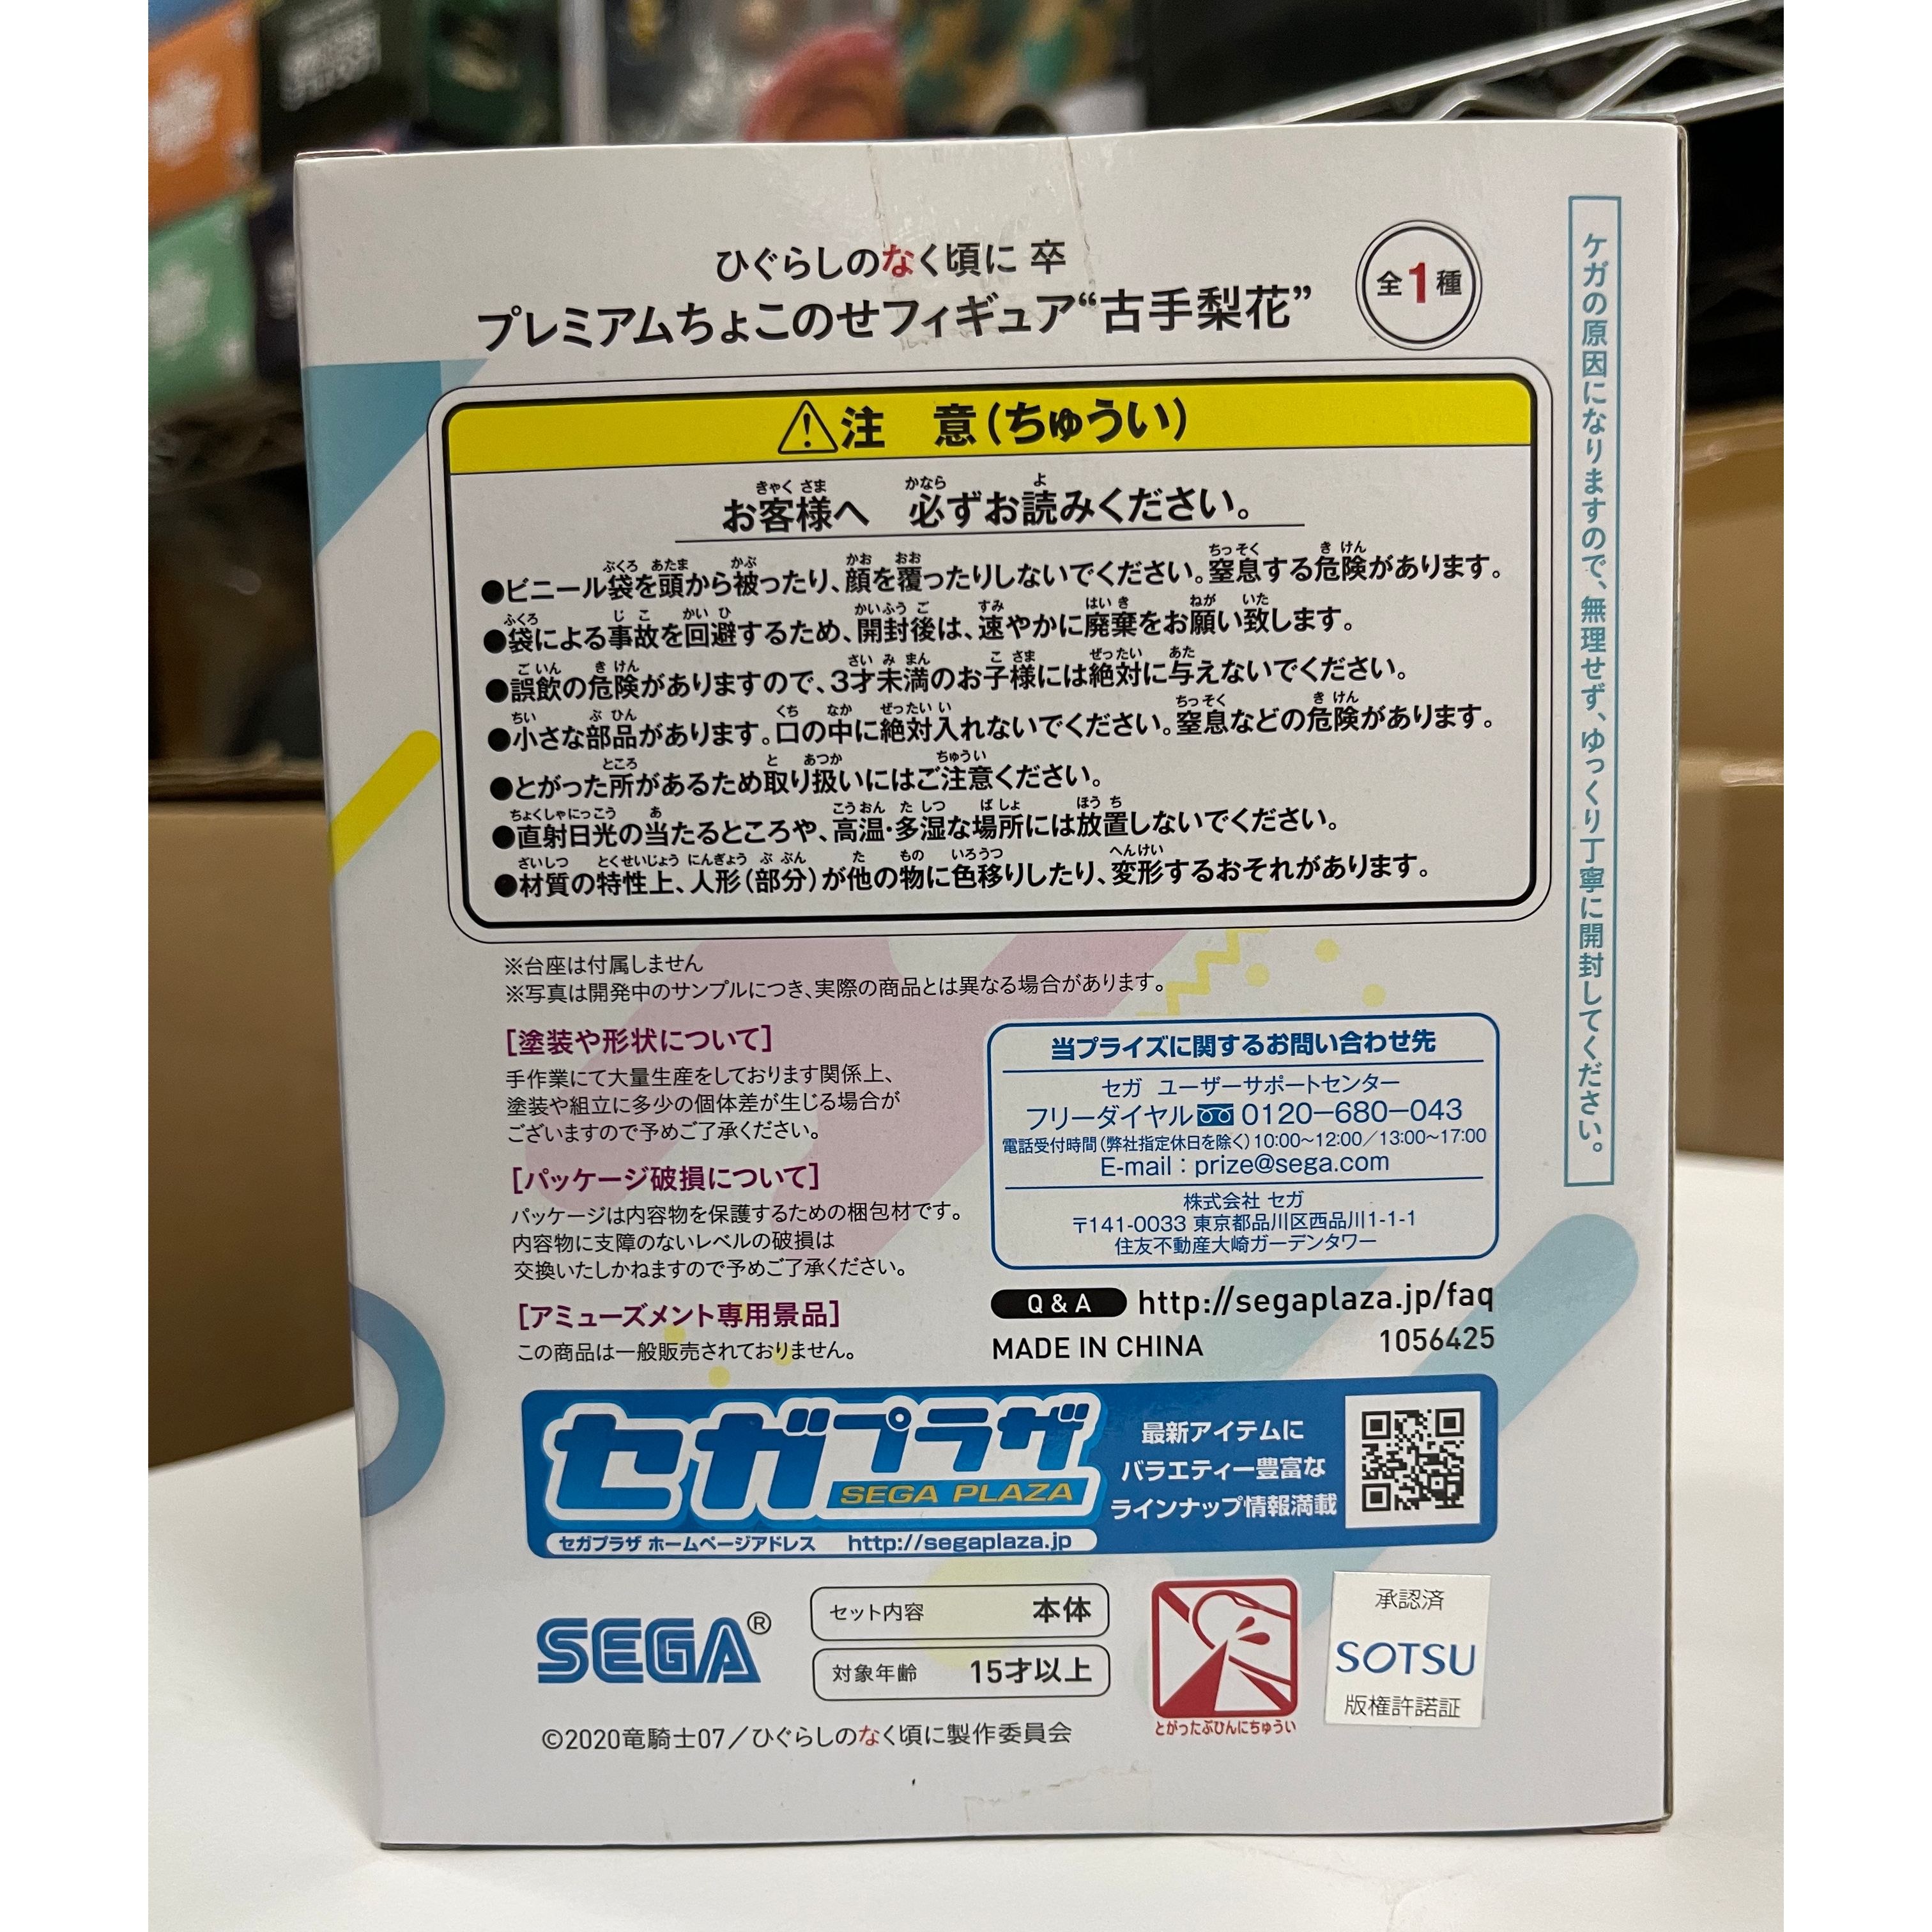 ひぐらしのなく頃に 卒
プレミアムちょこのせフィギュア“古手梨花”
全1種
ケガの原因になりますので、無理せず、ゆっくり丁寧に開封してください。
注 意(ちゅうい)
お客様へ 必ずお読みください。
●ビニール袋を頭から被ったり、顔を覆ったりしないでください。窒息する危険があります。
●袋による事故を回避するため、開封後は、速やかに廃棄をお願い致します。
●誤飲の危険がありますので、3才未満のお子様には絶対に与えないでください。
●小さな部品があります。口の中に絶対入れないでください。窒息などの危険があります。
●とがった所があるため取り扱いにはご注意ください。
●直射日光の当たるところや、高温・多湿な場所には放置しないでください。
●材質の特性上、人形(部分)が他の物に色移りしたり、変形するおそれがあります。
※台座は付属しません
※写真は開発中のサンプルにつき、実際の商品とは異なる場合があります。
[塗装や形状について]
手作業にて大量生産をしております関係上、
塗装や組立に多少の個体差が生じる場合が
ございますので予めご了承ください。
[パッケージ破損について]
パッケージは内容物を保護するための梱包材です。
内容物に支障のないレベルの破損は
交換いたしかねますので予めご了承ください。
[アミューズメント専用景品]
この商品は一般販売されておりません。
当プライズに関するお問い合わせ先
セガ ユーザーサポートセンター
フリーダイヤル 0120-680-043
電話受付時間(弊社指定休日を除く)10:00~12:00/13:00~17:00
E-mail：prize@sega.com
株式会社 セガ
〒141-0033 東京都品川区西品川1-1-1
住友不動産大崎ガーデンタワー
Q & A http://segaplaza.jp/faq
MADE IN CHINA 1056425
セガプラザ
SEGA PLAZA
セガプラザ ホームページアドレス http://segaplaza.jp
最新アイテムに
バラエティー豊富な
ラインナップ情報満載
SEGA®
セット内容 本体
対象年齢 15才以上
とがったぶひんにちゅうい
承認済
SOTSU
版権許諾証
©2020竜騎士07/ひぐらしのなく頃に製作委員会